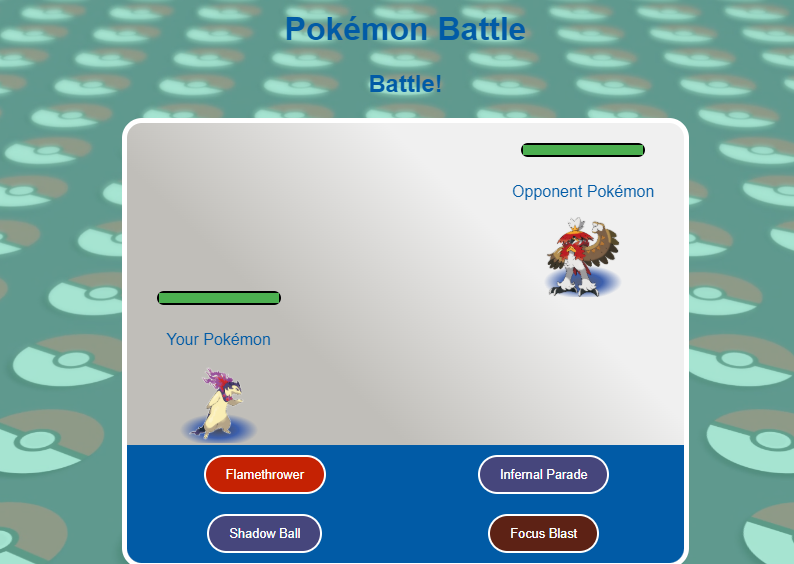 Pokémon Battle
Battle!
Opponent Pokémon
Your Pokémon
Flamethrower
Infernal Parade
Shadow Ball
Focus Blast